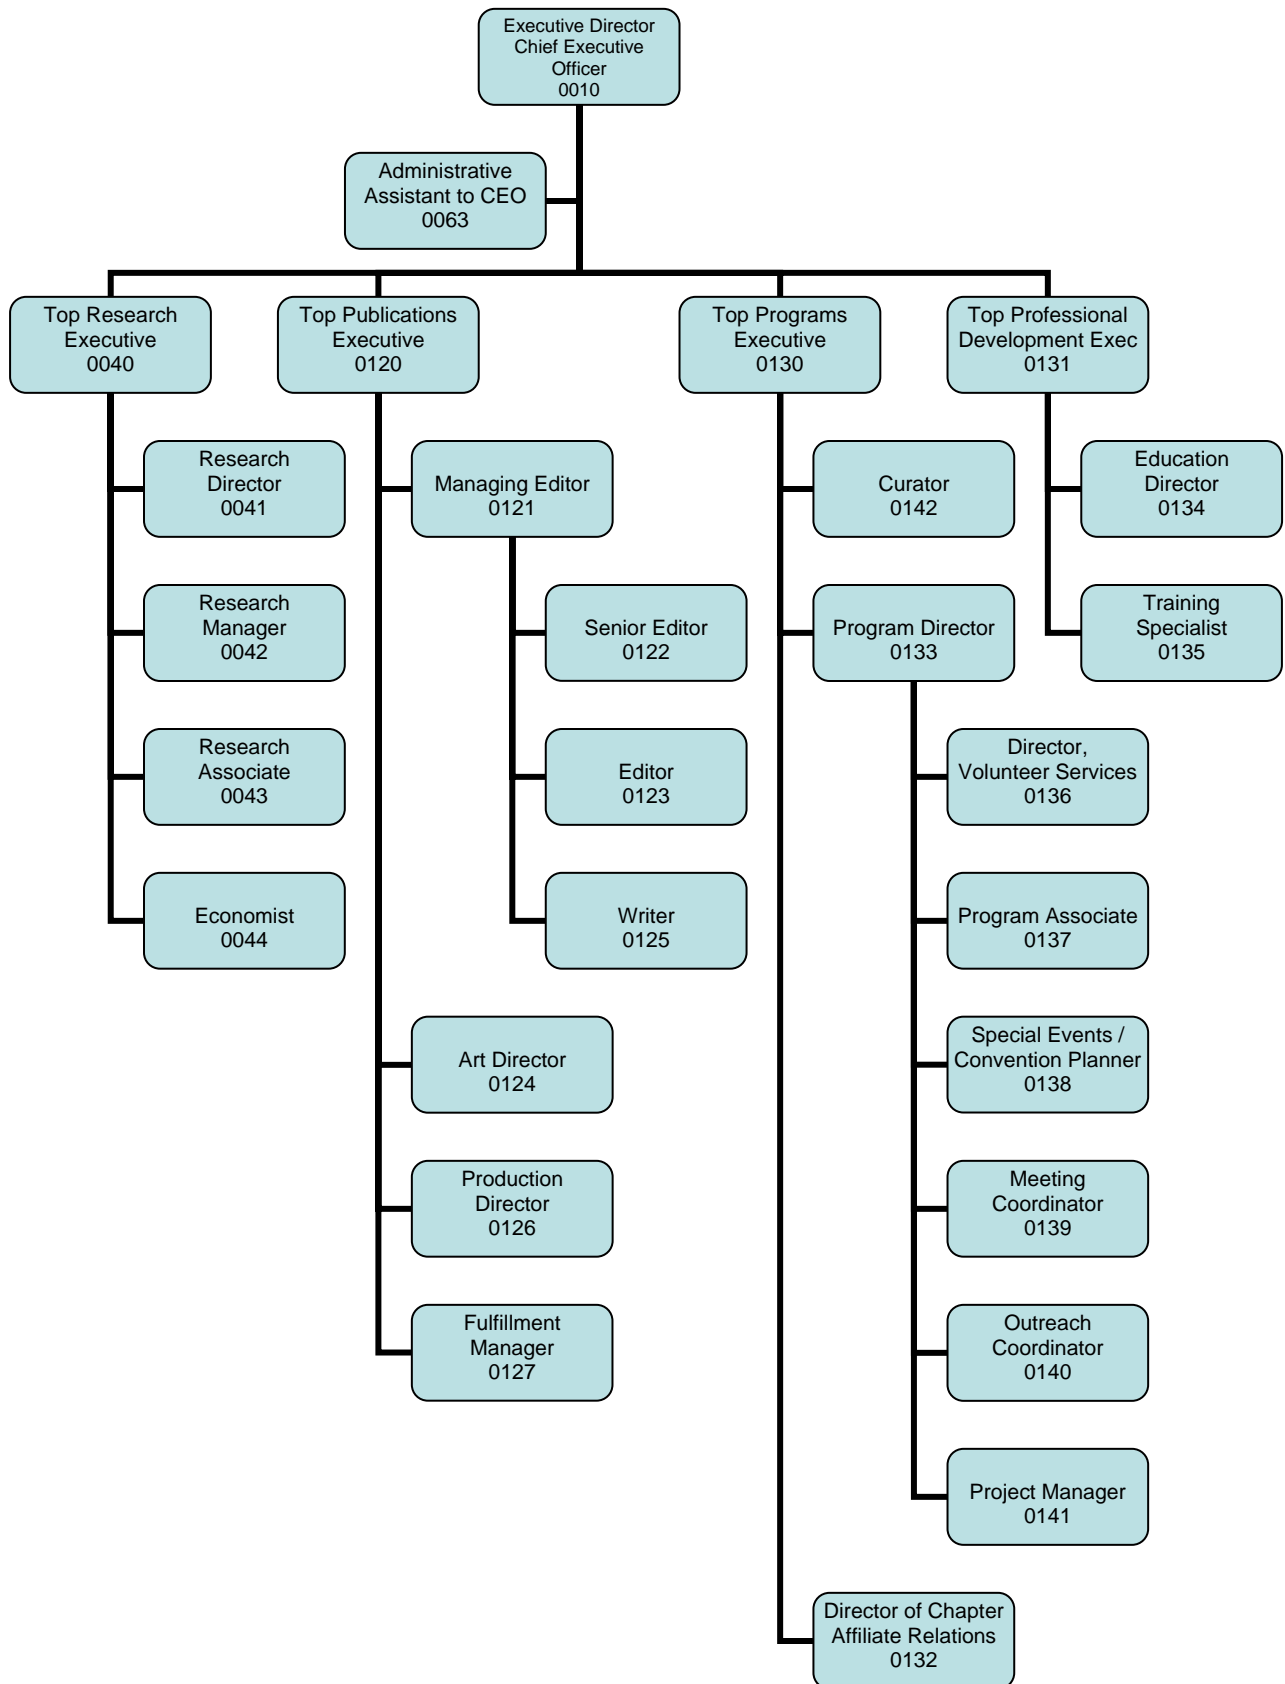 Executive Director
Chief Executive
Officer
0010
Administrative
Assistant to CEO
0063
Top Research
Executive
0040
Top Publications
Executive
0120
Top Programs
Executive
0130
Top Professional
Development Exec
0131
Research
Director
0041
Managing Editor
0121
Curator
0142
Education
Director
0134
Research
Manager
0042
Senior Editor
0122
Program Director
0133
Training
Specialist
0135
Research
Associate
0043
Editor
0123
Director,
Volunteer Services
0136
Economist
0044
Writer
0125
Program Associate
0137
Art Director
0124
Special Events /
Convention Planner
0138
Production
Director
0126
Meeting
Coordinator
0139
Fulfillment
Manager
0127
Outreach
Coordinator
0140
Project Manager
0141
Director of Chapter
Affiliate Relations
0132